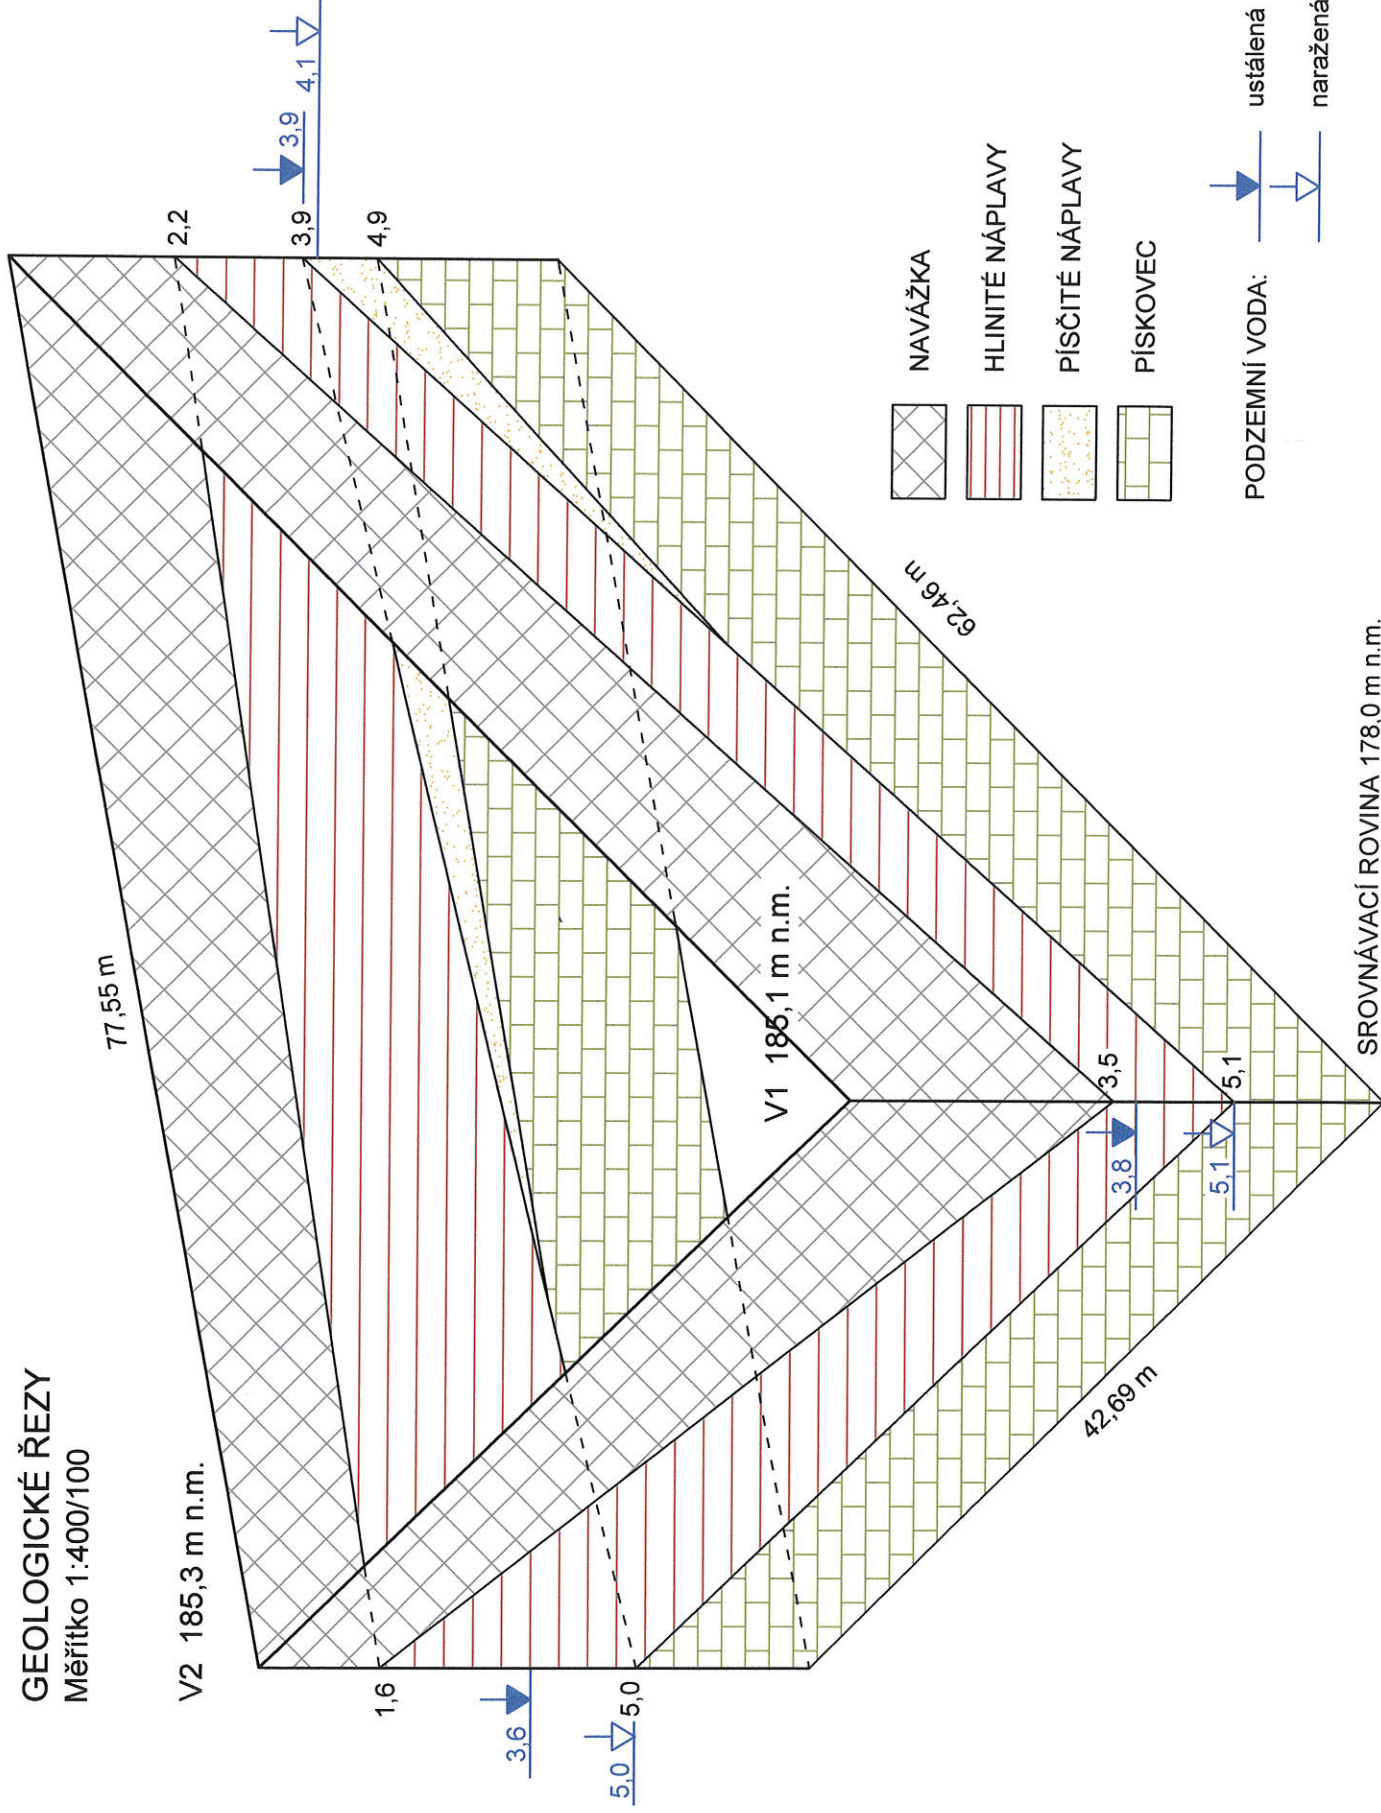 GEOLOGICKÉ ŘEZY
Měřítko 1:400/100
V2 185,3 m n.m.
77,55 m
1,6
3,6
5,0
5,0
2,2
3,9
4,9
3,9
4,1
V1 185,1 m n.m.
3,5
3,8
5,1
5,1
42,69 m
62,46 m
NAVÁŽKA
HLINITÉ NÁPLAVY
PÍSČITÉ NÁPLAVY
PÍSKOVEC
PODZEMNÍ VODA:
ustálená
naražená
SROVNÁVACÍ ROVINA 178,0 m n.m.